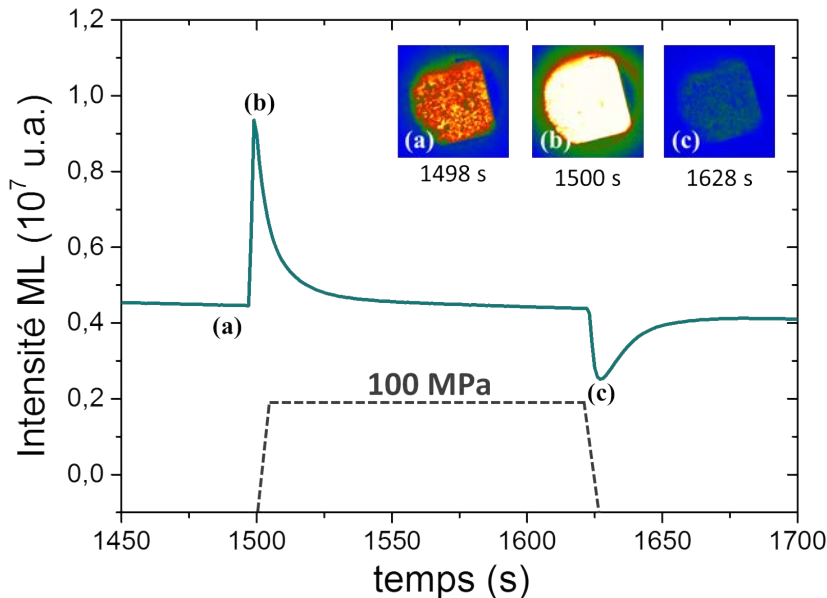 Intensité ML (10⁷ u.a.)
1,2
1,0
0,8
0,6
0,4
0,2
0,0
(a)
(b)
(c)
1498 s
1500 s
1628 s
(b)
(a)
(c)
100 MPa
1450
1500
1550
1600
1650
1700
temps (s)